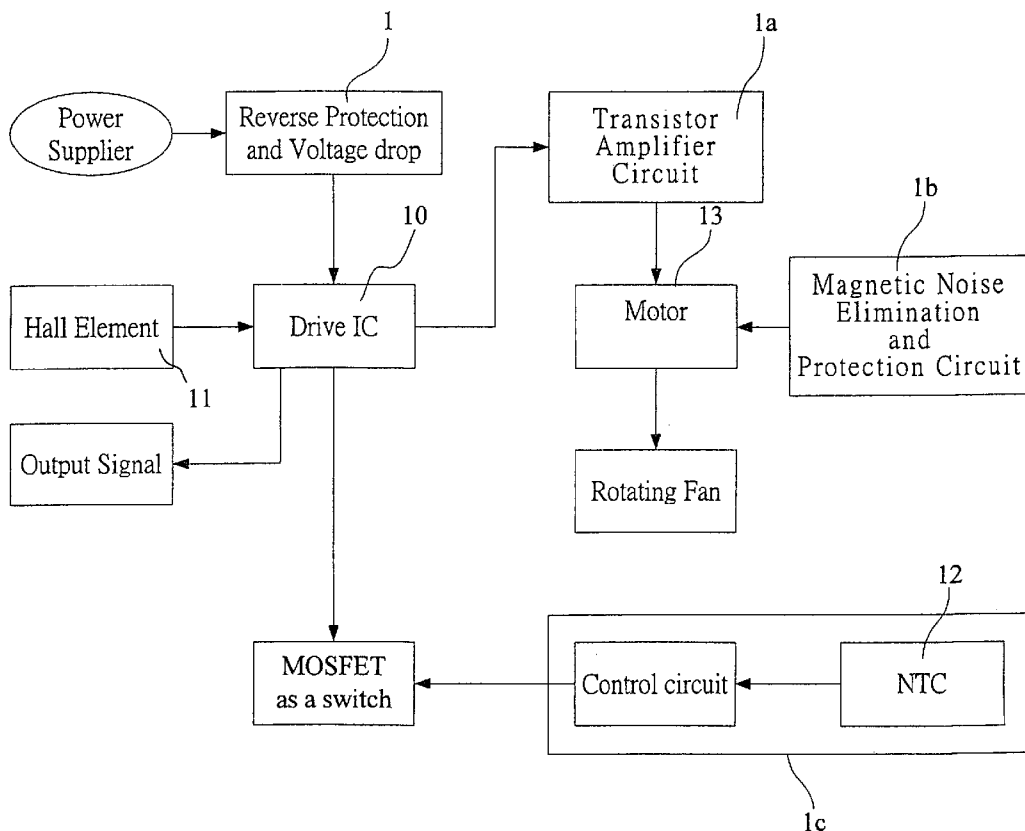 1
1a
Power
Supplier
Reverse Protection
and Voltage drop
Transistor
Amplifier
Circuit
10
13
1b
Hall Element
Drive IC
Motor
Magnetic Noise
Elimination
and
Protection Circuit
11
Output Signal
Rotating Fan
12
MOSFET
as a switch
Control circuit
NTC
1c